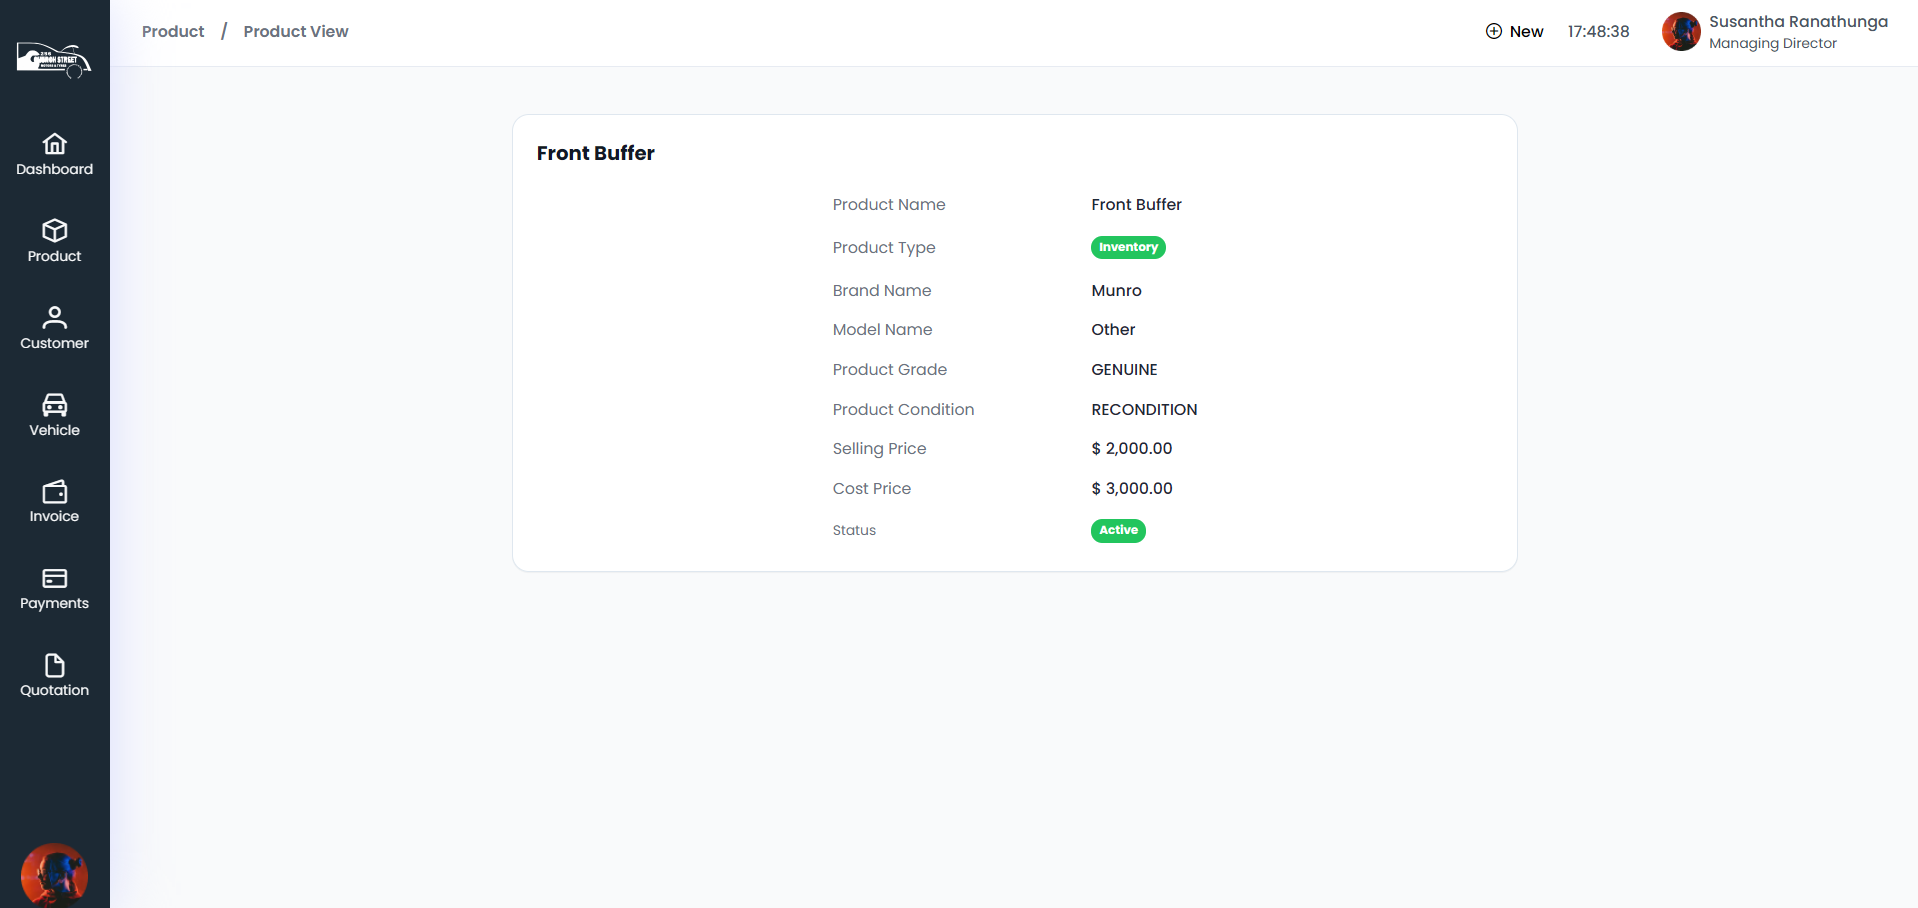 Product / Product View
New 17:48:38
Susantha Ranathunga
Managing Director
STREET
Dashboard
Product
Customer
Vehicle
Invoice
Payments
Quotation
Front Buffer
Product Name Front Buffer
Product Type Inventory
Brand Name Munro
Model Name Other
Product Grade GENUINE
Product Condition RECONDITION
Selling Price $ 2,000.00
Cost Price $ 3,000.00
Status Active